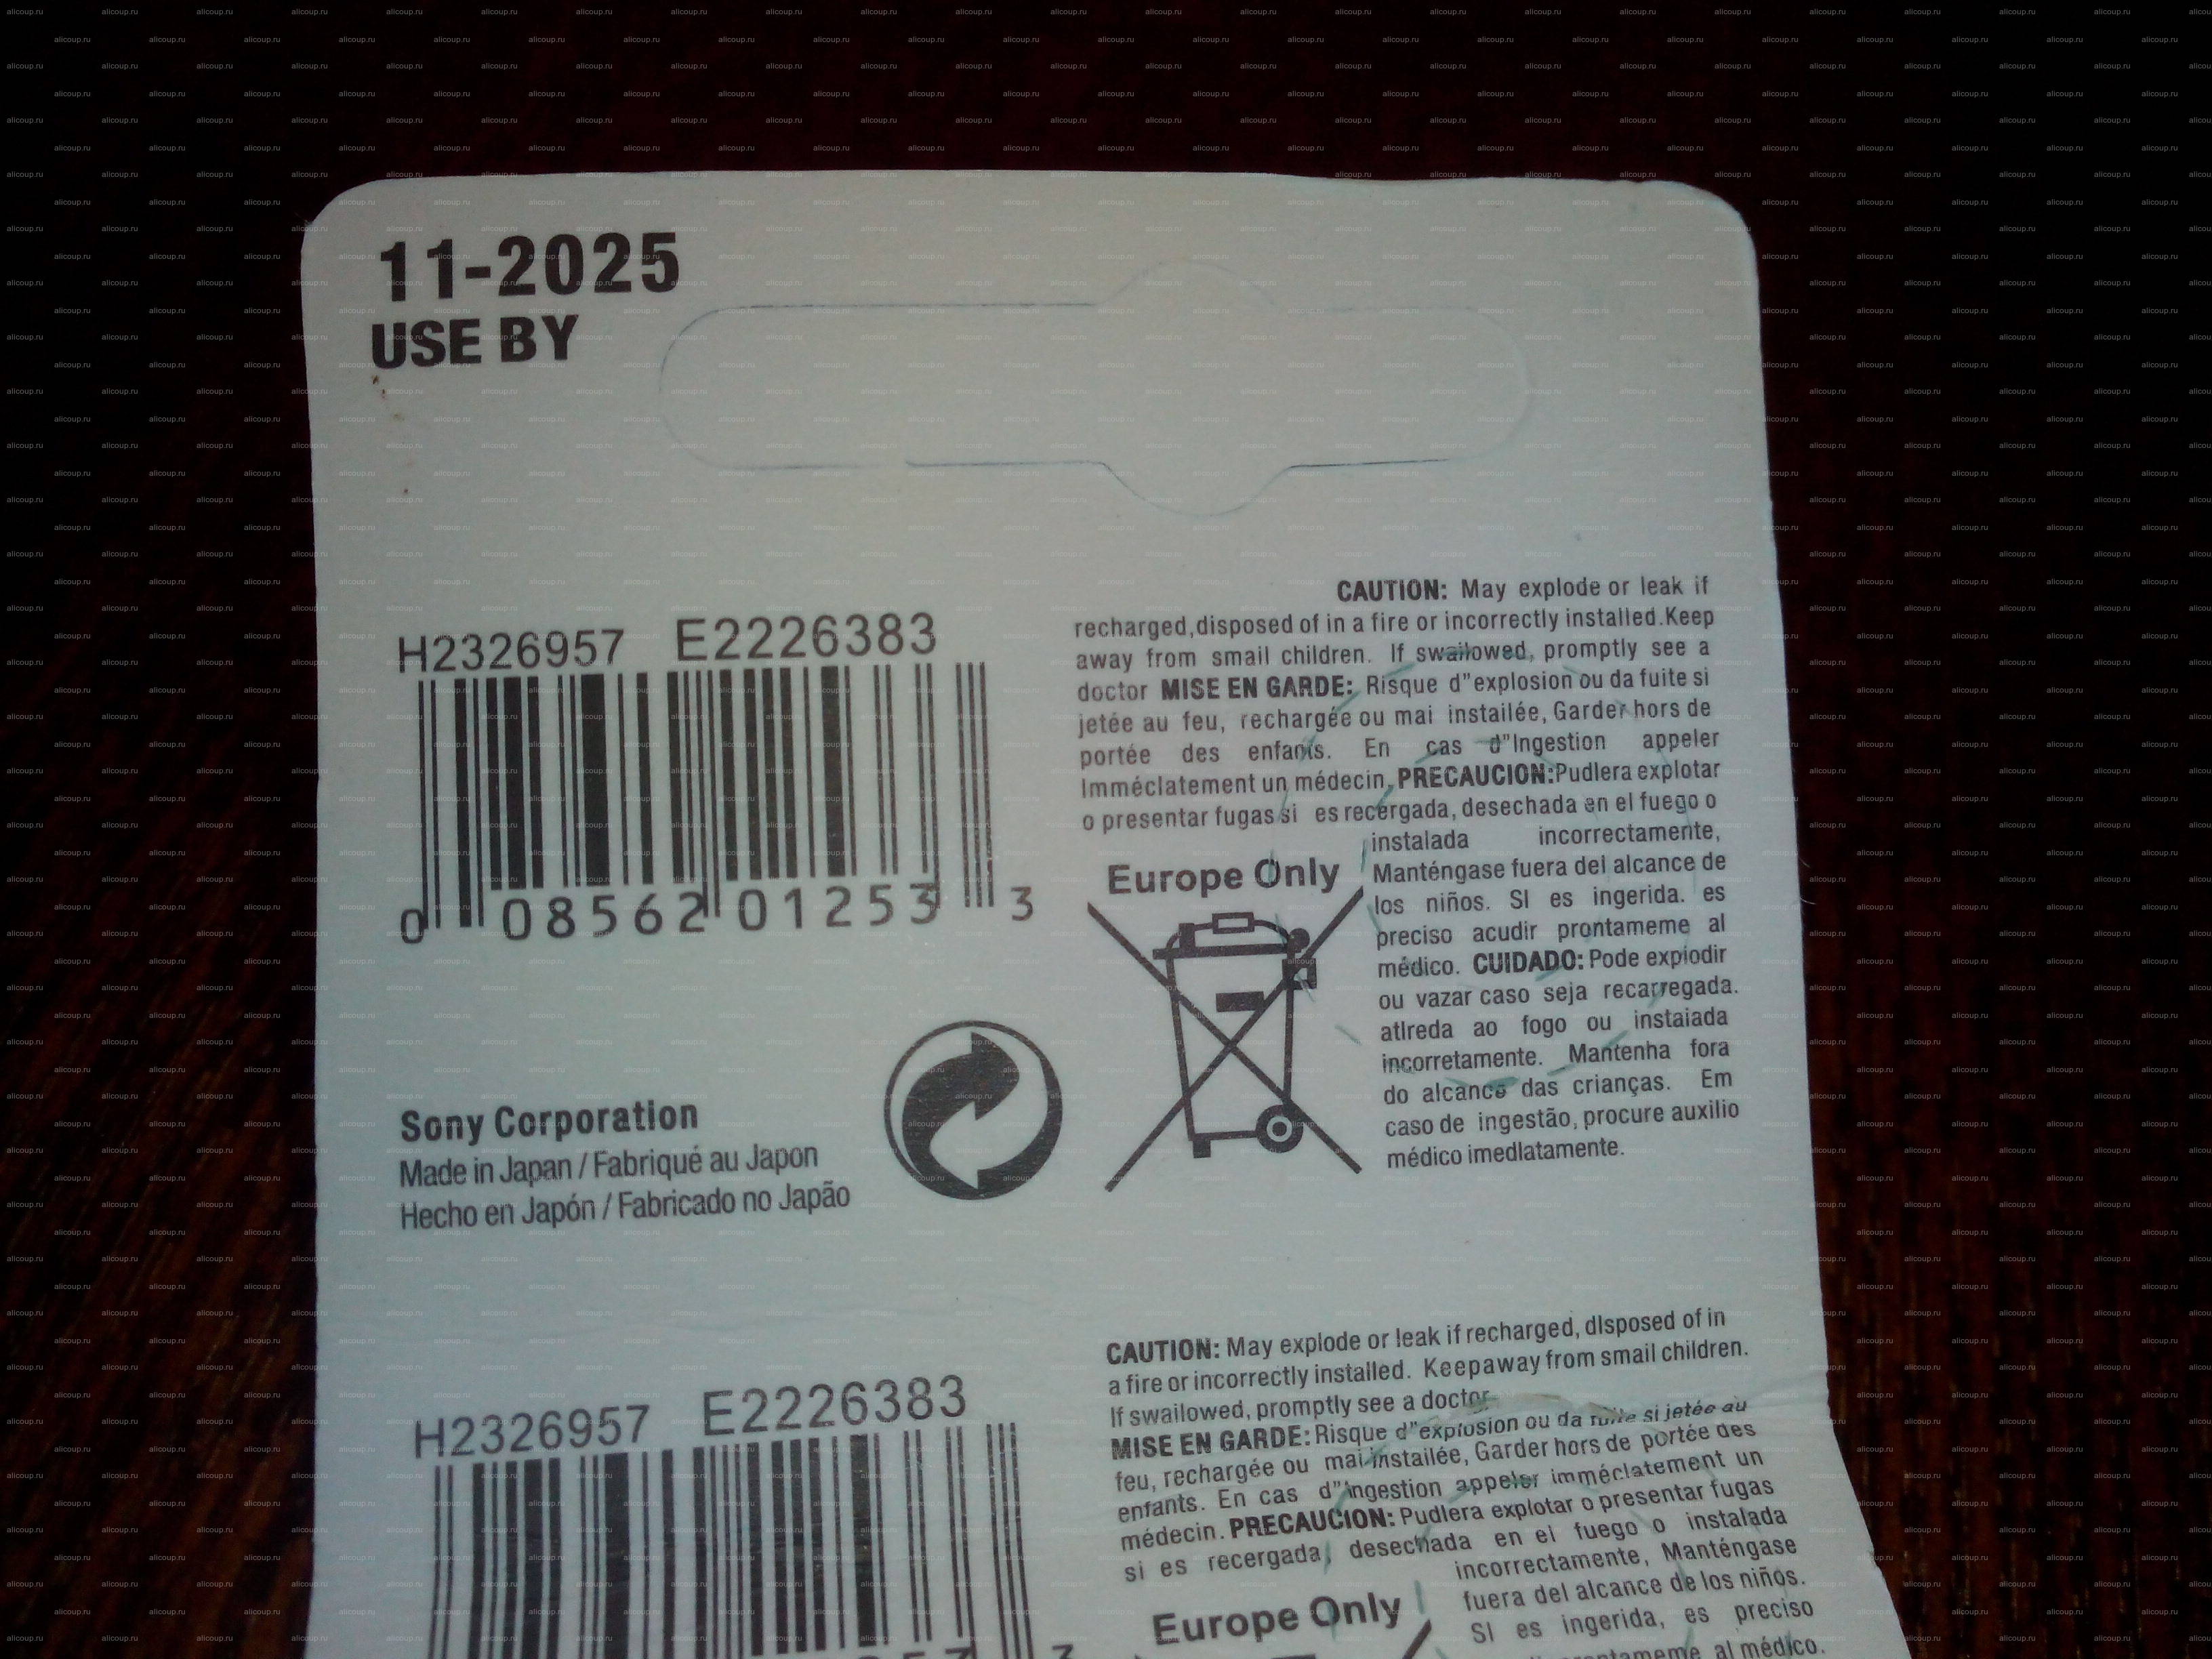 11-2025
USE BY
H2326957 E2226383
0 08562 01253 3
Sony Corporation
Made in Japan / Fabriqué au Japon
Hecho en Japón / Fabricado no Japão
CAUTION: May explode or leak if
recharged,disposed of in a fire or incorrectly installed.Keep
away from smail children. If swailowed, promptly see a
doctor MISE EN GARDE: Risque d"explosion ou da fuite si
jetée au feu, rechargée ou mai installée, Garder hors de
portée des enfants. En cas d"Ingestion appeler
Imméclatement un médecin, PRECAUCION:Pudlera explotar
o presentar fugas si es recergada, desechada en el fuego o
instalada incorrectamente,
Europe Only
Manténgase fuera del alcance de
los niños. SI es ingerida. es
preciso acudir prontameme al
médico. CUIDADO: Pode expiodir
ou vazar caso seja recarregada.
atlreda ao fogo ou instaiada
incorretamente. Mantenha fora
do alcance das crianças. Em
caso de ingestão, procure auxilio
médico imedlatamente.
H2326957 E2226383
CAUTION: May explode or leak if recharged, dlsposed of in
a fire or incorrectly installed. Keepaway from smail children.
If swailowed, promptly see a doctor
MISE EN GARDE: Risque d"expiosion ou da fuite si jetée au
feu, rechargée ou mai installée, Garder hors de portée des
enfants. En cas d"ingestion appeler imméclatement un
médecin. PRECAUCION: Pudlera explotar o presentar fugas
si es recergada, desechada en el fuego o instalada
incorrectamente, Manténgase
Europe Only
fuera del alcance de los niños.
SI es ingerida, es preciso
al médico.
alicoup.ru